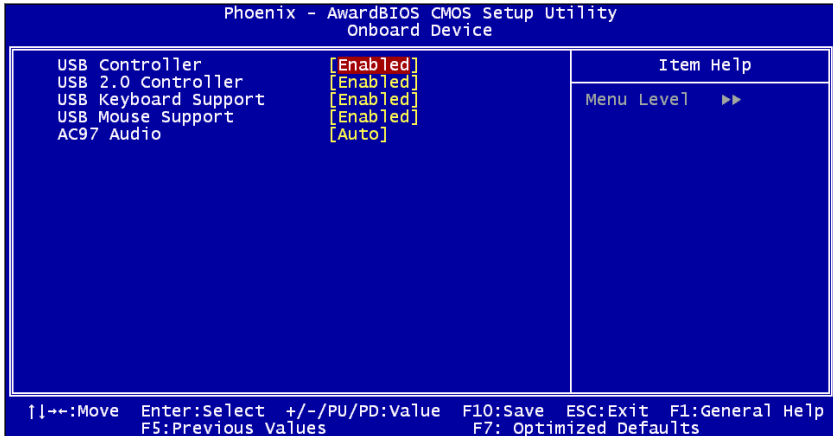 Phoenix - AwardBIOS CMOS Setup Utility
Onboard Device
USB Controller [Enabled]
USB 2.0 Controller [Enabled]
USB Keyboard Support [Enabled]
USB Mouse Support [Enabled]
AC97 Audio [Auto]
Item Help
Menu Level ▶▶
↑↓→←:Move Enter:Select +/-/PU/PD:Value F10:Save ESC:Exit F1:General Help
F5:Previous Values F7: Optimized Defaults